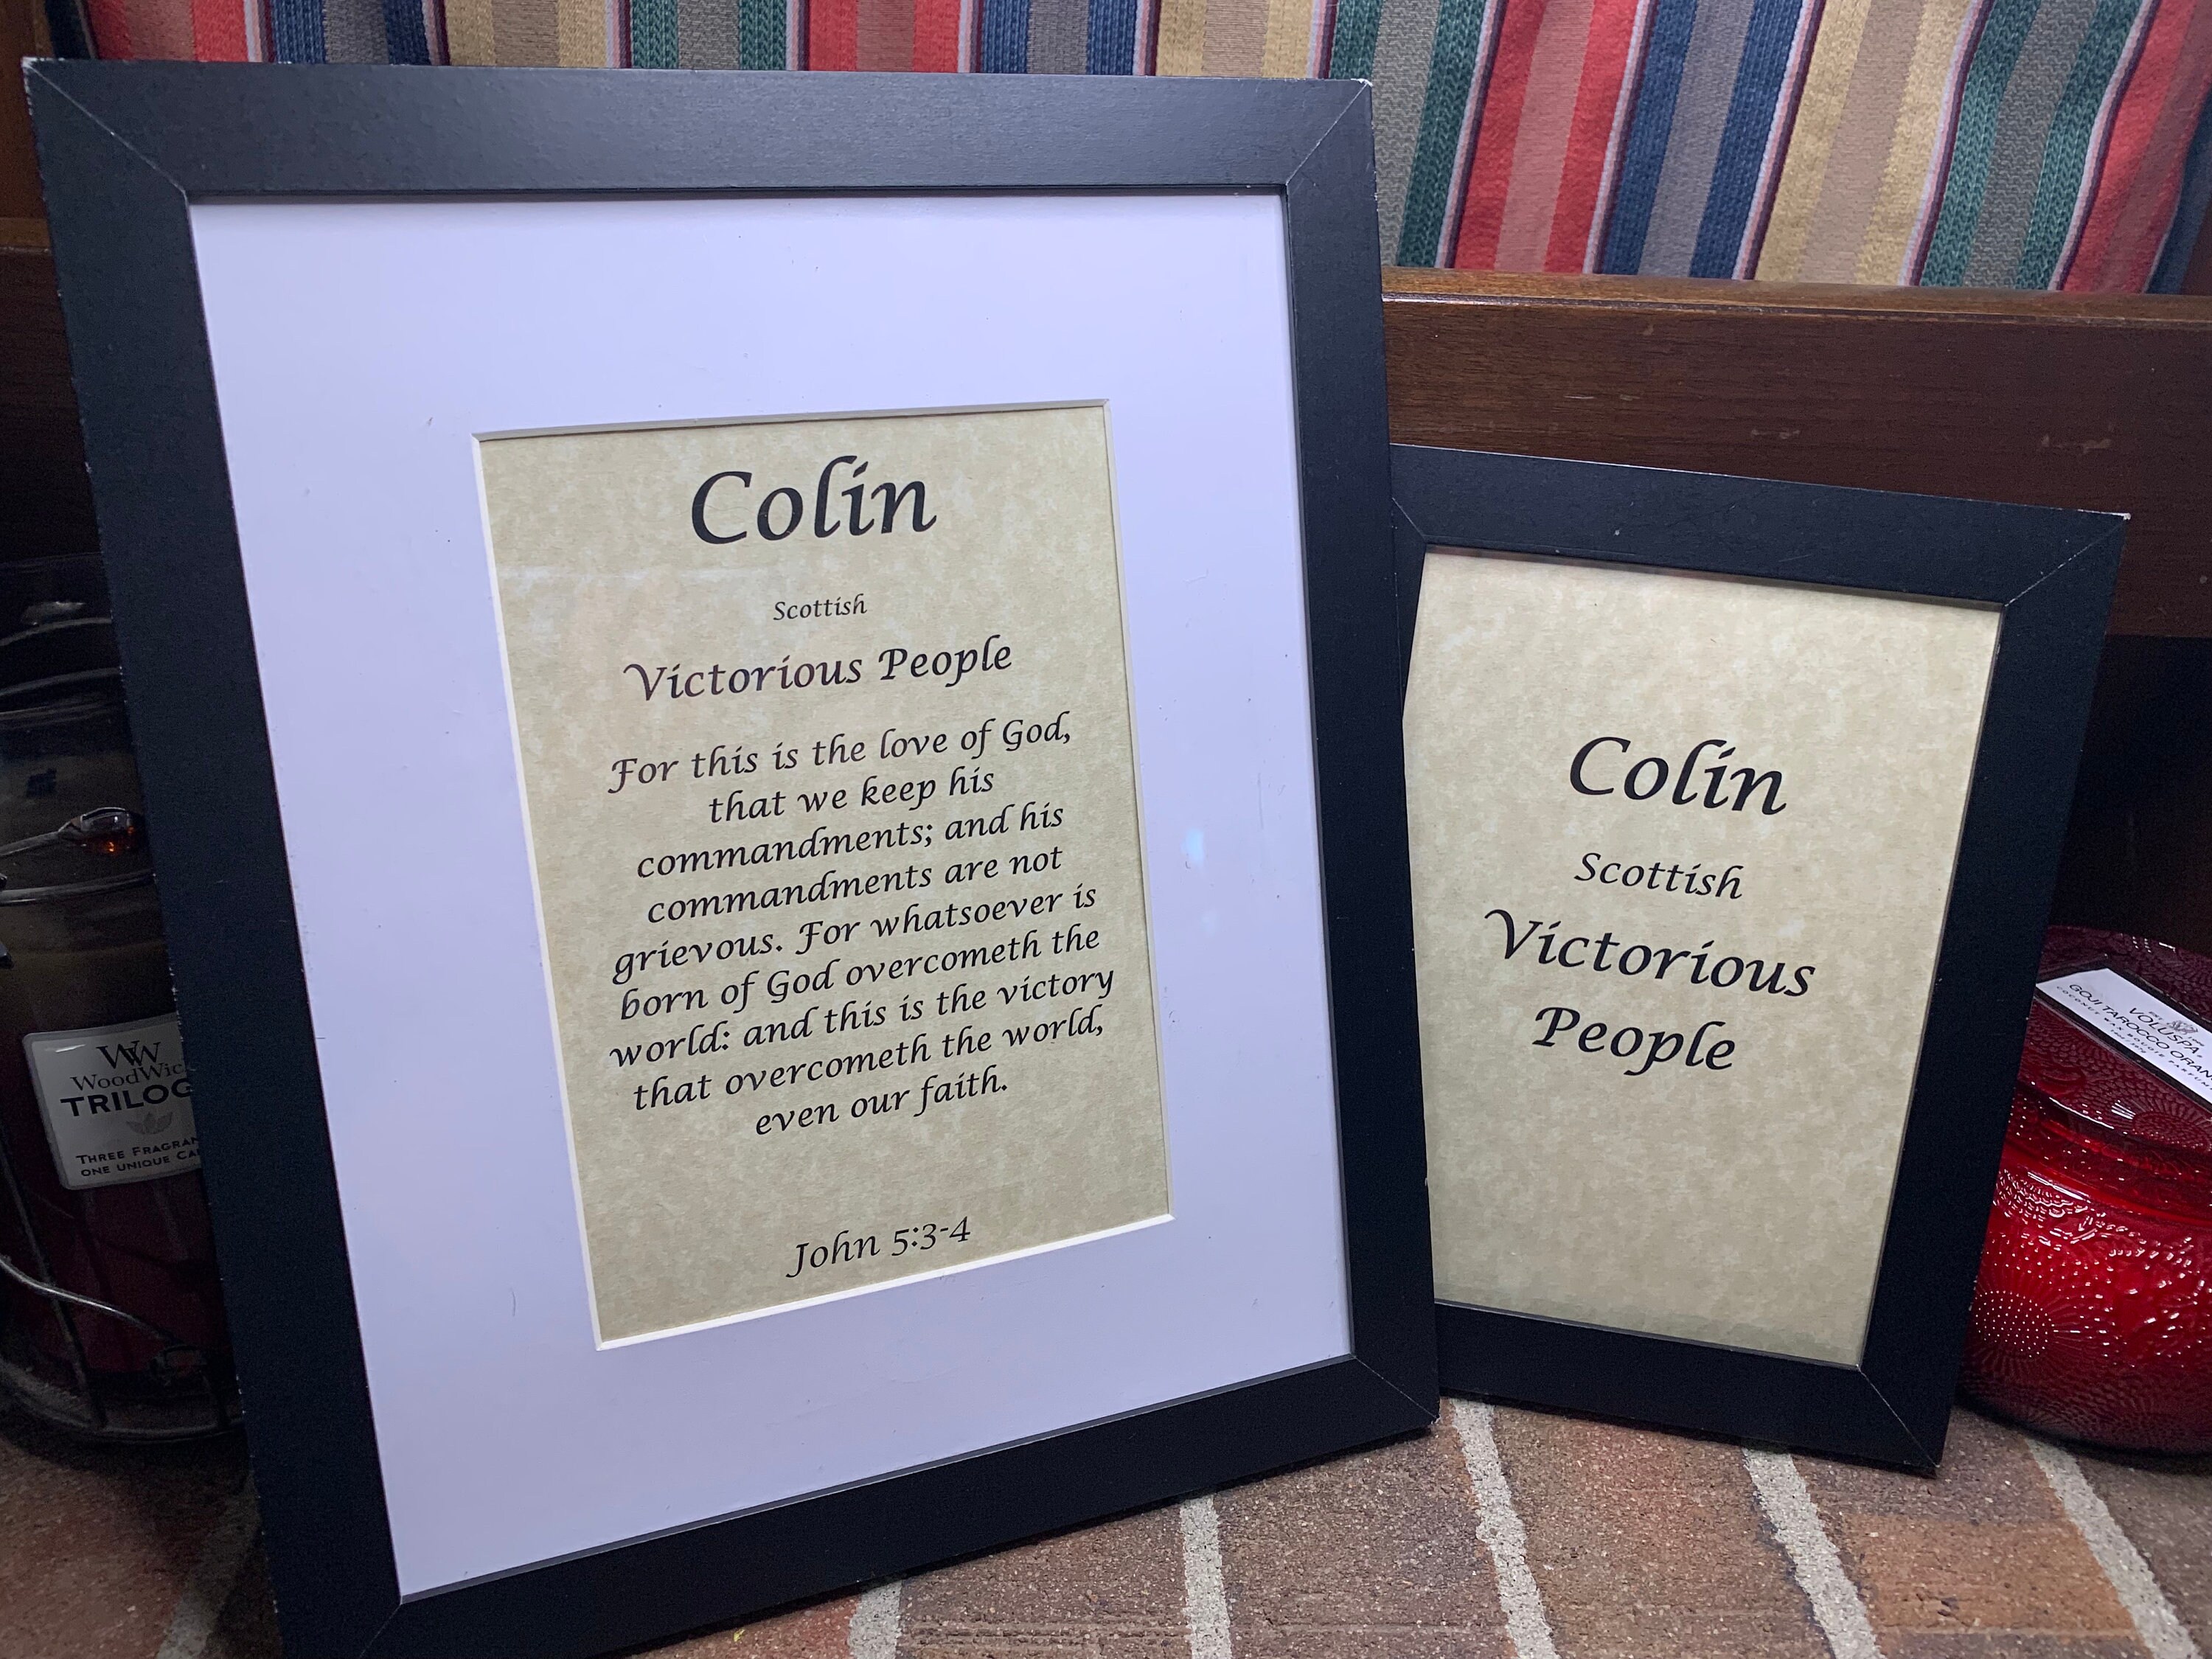 Colin
Scottish
Victorious People
For this is the love of God,
that we keep his
commandments; and his
commandments are not
grievous. For whatsoever is
born of God overcometh the
world: and this is the victory
that overcometh the world,
even our faith.
John 5:3-4
Colin
Scottish
Victorious
People
WW
WoodWic
TRILOG
THREE FRAGRAN
ONE UNIQUE CA
VOLUSPA
GOJI TAROCCO ORAN